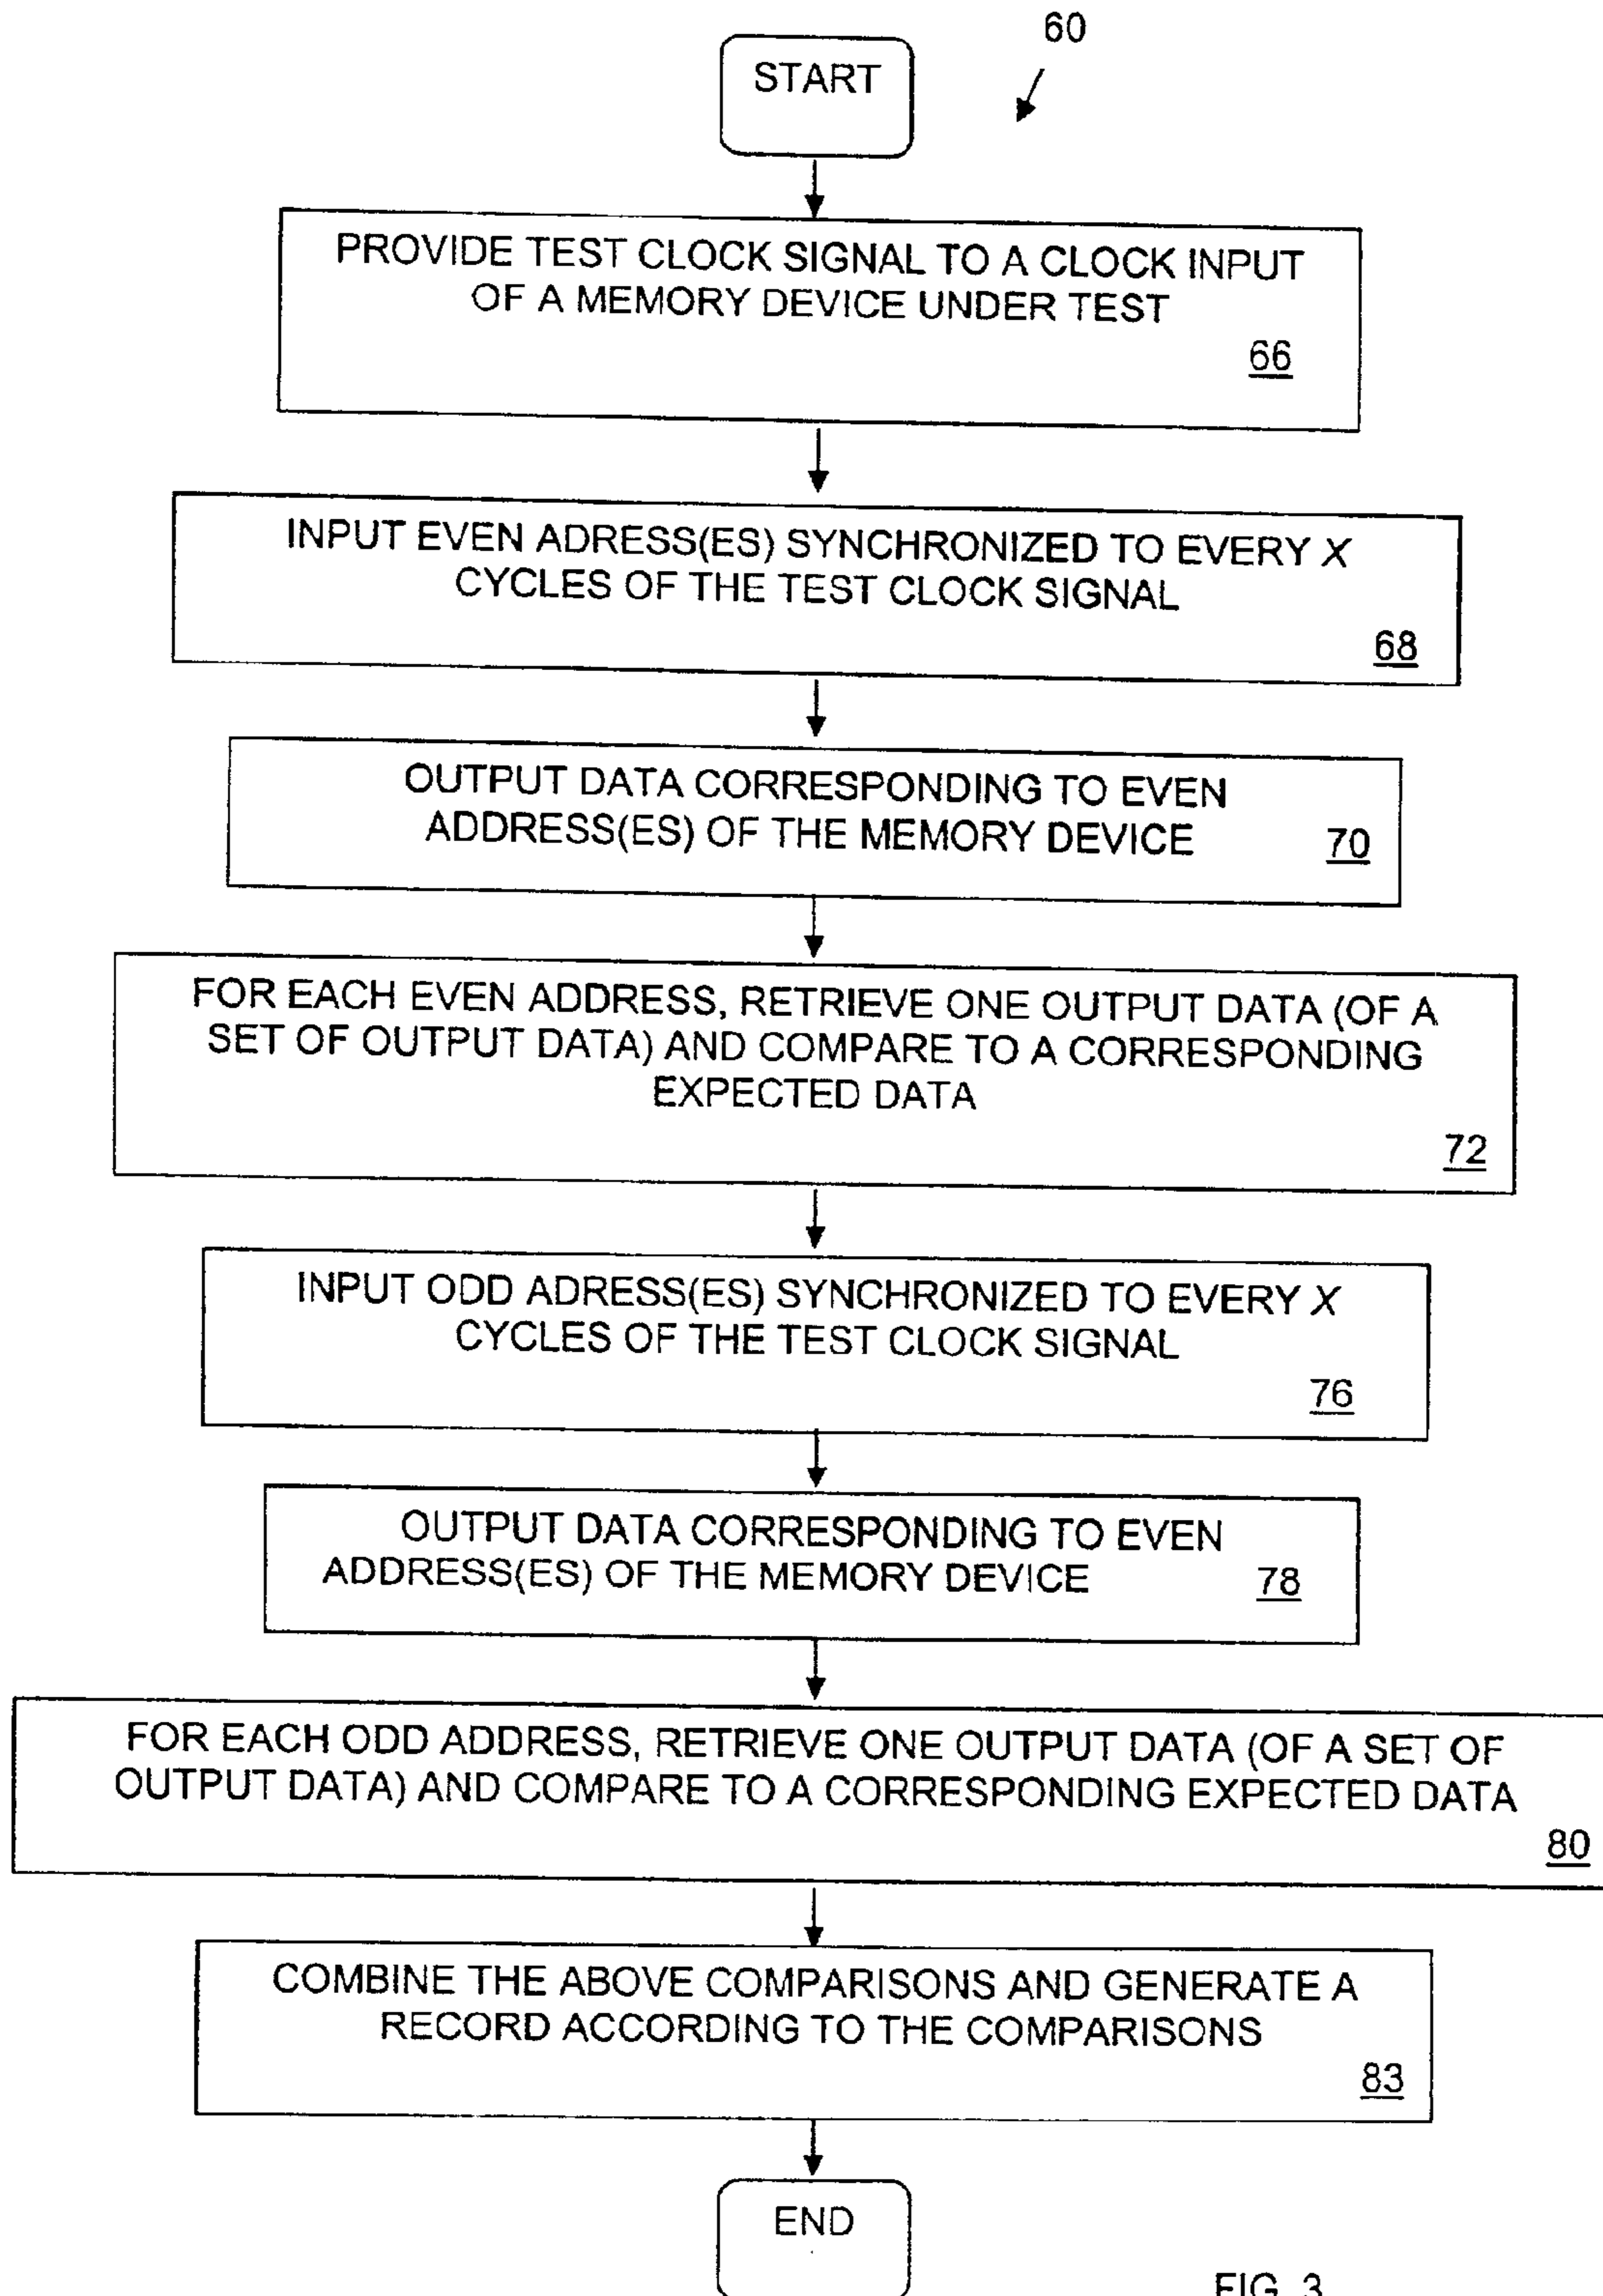 60
START
PROVIDE TEST CLOCK SIGNAL TO A CLOCK INPUT
OF A MEMORY DEVICE UNDER TEST
66
INPUT EVEN ADRESS(ES) SYNCHRONIZED TO EVERY X
CYCLES OF THE TEST CLOCK SIGNAL
68
OUTPUT DATA CORRESPONDING TO EVEN
ADDRESS(ES) OF THE MEMORY DEVICE
70
FOR EACH EVEN ADDRESS, RETRIEVE ONE OUTPUT DATA (OF A
SET OF OUTPUT DATA) AND COMPARE TO A CORRESPONDING
EXPECTED DATA
72
INPUT ODD ADRESS(ES) SYNCHRONIZED TO EVERY X
CYCLES OF THE TEST CLOCK SIGNAL
76
OUTPUT DATA CORRESPONDING TO EVEN
ADDRESS(ES) OF THE MEMORY DEVICE
78
FOR EACH ODD ADDRESS, RETRIEVE ONE OUTPUT DATA (OF A SET OF
OUTPUT DATA) AND COMPARE TO A CORRESPONDING EXPECTED DATA
80
COMBINE THE ABOVE COMPARISONS AND GENERATE A
RECORD ACCORDING TO THE COMPARISONS
83
END
FIG. 3